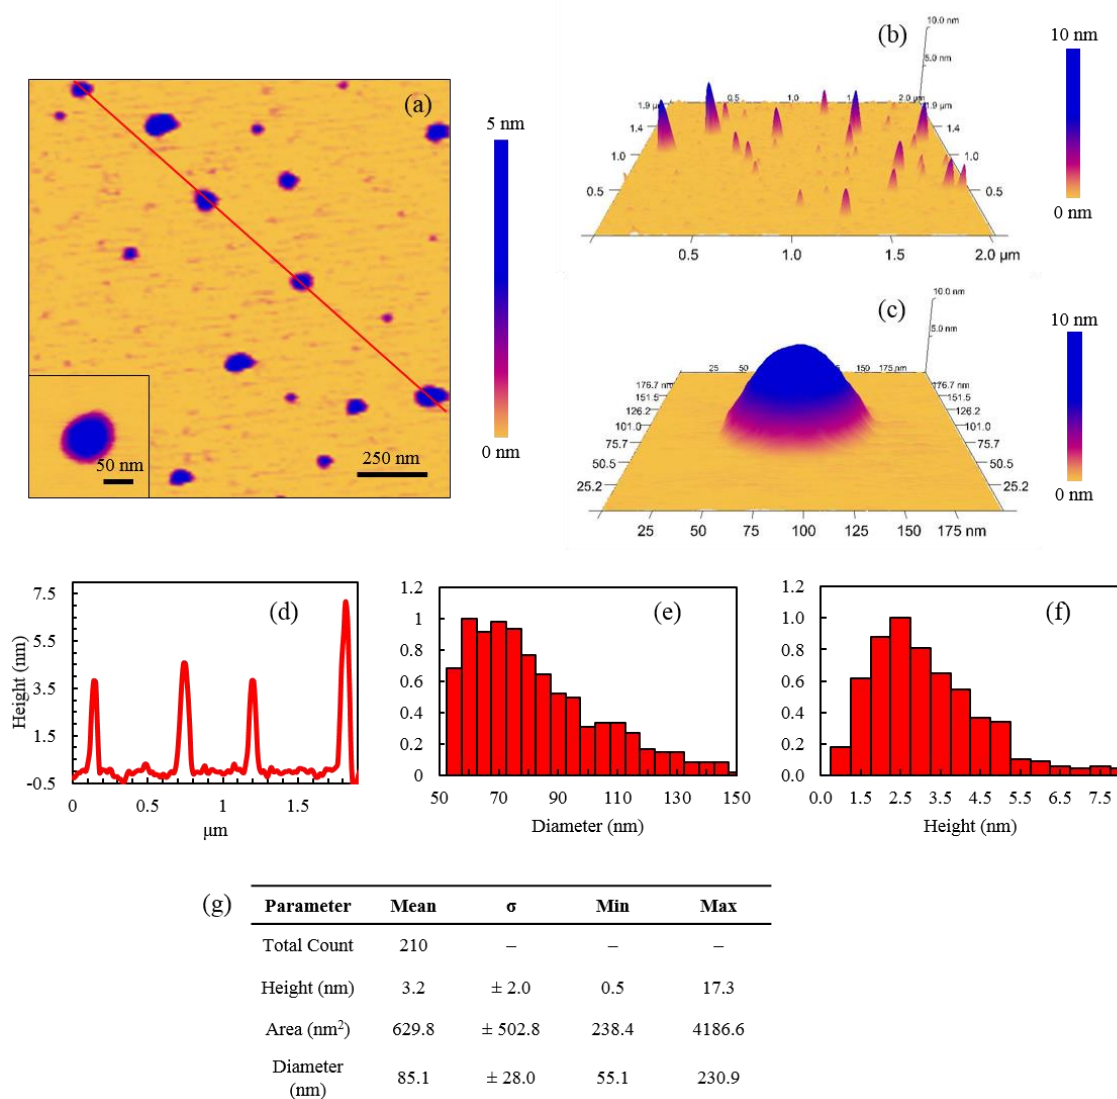 (a)
5 nm
0 nm
50 nm
250 nm
(b)
10.0 nm
5.0 nm
10 nm
0 nm
1.9 µm
0.5
1.0
1.5
2.0 µm
1.9 µm
1.4
1.4
1.0
1.0
0.5
0.5
0.5
1.0
1.5
2.0 µm
(c)
10.0 nm
5.0 nm
10 nm
0 nm
25
50
150
175 nm
175.7 nm
176.7 nm
151.5
151.5
126.2
126.2
101.0
101.0
75.7
75.7
50.5
50.5
25.2
25.2
25
50
75
100
125
150
175 nm
(d)
Height (nm)
7.5
5.5
3.5
1.5
-0.5
0
0.5
1
1.5
µm
(e)
1.2
1
0.8
0.6
0.4
0.2
0
50
70
90
110
130
150
Diameter (nm)
(f)
1.2
1.0
0.8
0.6
0.4
0.2
0.0
0.0
1.5
2.5
3.5
4.5
5.5
6.5
7.5
Height (nm)
(g)
Parameter Mean σ Min Max
Total Count 210 – – –
Height (nm) 3.2 ± 2.0 0.5 17.3
Area (nm²) 629.8 ± 502.8 238.4 4186.6
Diameter
(nm) 85.1 ± 28.0 55.1 230.9